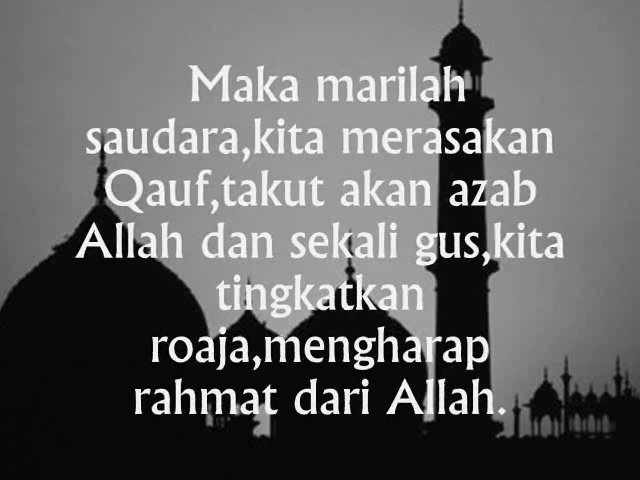 Maka marilah
saudara,kita merasakan
Qauf,takut akan azab
Allah dan sekali gus,kita
tingkatkan
roaja,mengharap
rahmat dari Allah.